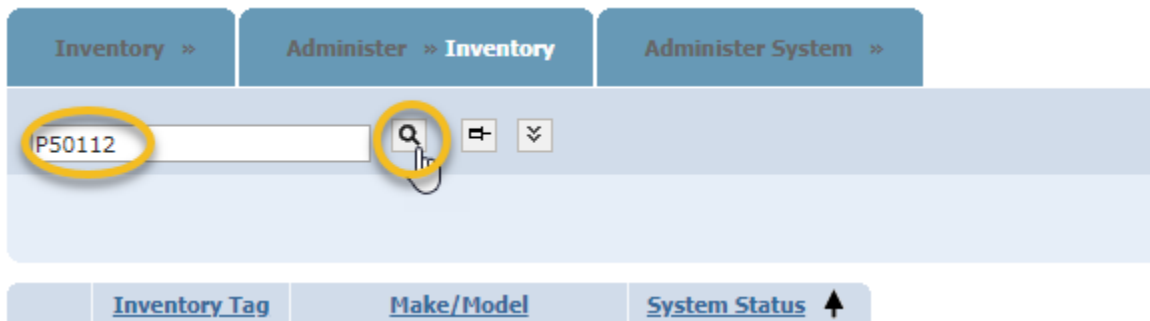 Inventory » Administer » Inventory Administer System »
P50112
Inventory Tag Make/Model System Status